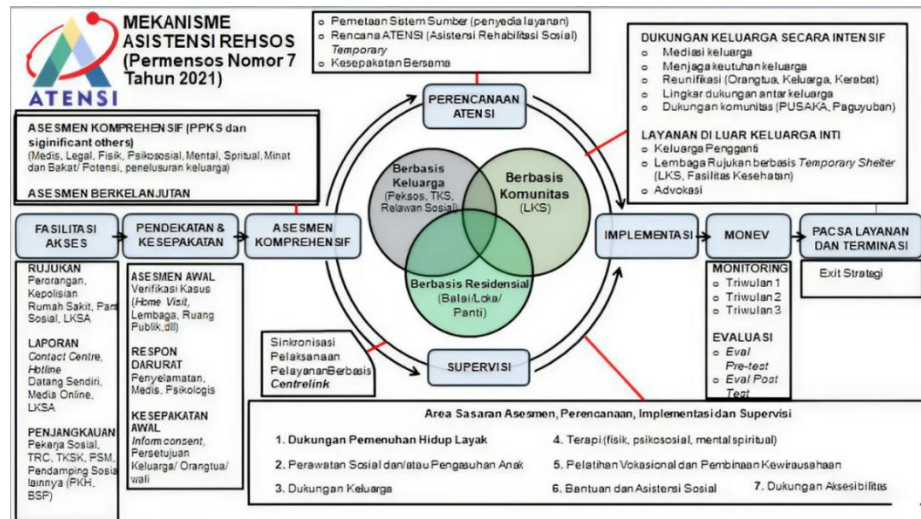 MEKANISME
ASISTENSI REHSOS
(Permensos Nomor 7
Tahun 2021)
ATENSI
o Pemetaan Sistem Sumber (penyedia layanan)
o Rencana ATENSI (Asistensi Rehabilitasi Sosial)
Temporary
o Kesepakatan Bersama
DUKUNGAN KELUARGA SECARA INTENSIF
o Mediasi keluarga
o Menjaga keutuhan keluarga
o Reunifikasi (Orangtua, Keluarga, Kerabat)
o Lingkar dukungan antar keluarga
o Dukungan komunitas (PUSAKA, Paguyuban)
LAYANAN DI LUAR KELUARGA INTI
o Keluarga Pengganti
o Lembaga Rujukan berbasis Temporary Shelter
(LKS, Fasilitas Kesehatan)
o Advokasi
ASESMEN KOMPREHENSIF (PPKS dan
siginificant others)
(Medis, Legal, Fisik, Psikososial, Mental, Spritual, Minat
dan Bakat/ Potensi, penelusuran keluarga)
ASESMEN BERKELANJUTAN
PERENCANAAN
ATENSI
Berbasis
Keluarga
(Peksos, TKS,
Relawan Sosial)
Berbasis
Komunitas
(LKS)
Berbasis Residensial
(Balai/Loka/
Panti)
SUPERVISI
FASILITASI
AKSES
PENDEKATAN &
KESEPAKATAN
ASESMEN
KOMPREHENSIF
IMPLEMENTASI
MONEV
PACSA LAYANAN
DAN TERMINASI
RUJUKAN
Perorangan,
Kepolisian
Rumah Sakit, Panti
Sosial, LKSA
LAPORAN
Contact Centre,
Hotline
Datang Sendiri,
Media Online,
LKSA
PENJANGKAUAN
Pekerja Sosial,
TRC, TKSK, PSM,
Pendamping Sosial
lainnya (PKH,
BSP)
ASESMEN AWAL
Verifikasi Kasus
(Home Visit,
Lembaga, Ruang
Publik,dll)
RESPON
DARURAT
Penyelamatan,
Medis, Psikologis
KESEPAKATAN
AWAL
Inform consent,
Persetujuan
Keluarga/ Orangtua/
wali
Sinkronisasi
Pelaksanaan
Pelayanan Berbasis
Centrelink
MONITORING
o Triwulan 1
o Triwulan 2
o Triwulan 3
EVALUASI
o Eval
Pre-test
o Eval Post
Test
Exit Strategi
Area Sasaran Asesmen, Perencanaan, Implementasi dan Supervisi
1. Dukungan Pemenuhan Hidup Layak
2. Perawatan Sosial dan/atau Pengasuhan Anak
3. Dukungan Keluarga
4. Terapi (fisik, psikososial, mental spiritual)
5. Pelatihan Vokasional dan Pembinaan Kewirausahaan
6. Bantuan dan Asistensi Sosial
7. Dukungan Aksesibilitas